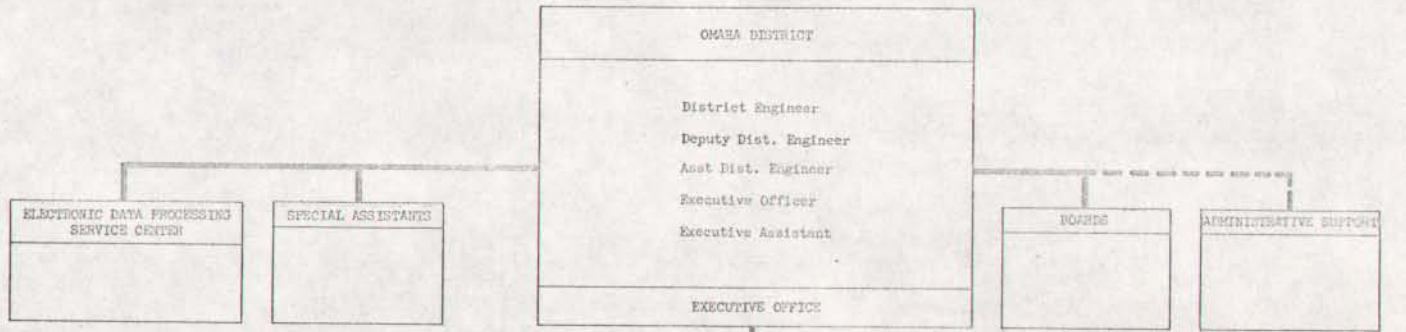 OMAHA DISTRICT
District Engineer
Deputy Dist. Engineer
Asst Dist. Engineer
Executive Officer
Executive Assistant
EXECUTIVE OFFICE
ELECTRONIC DATA PROCESSING
SERVICE CENTER
SPECIAL ASSISTANTS
BOARDS
ADMINISTRATIVE SUPPORT